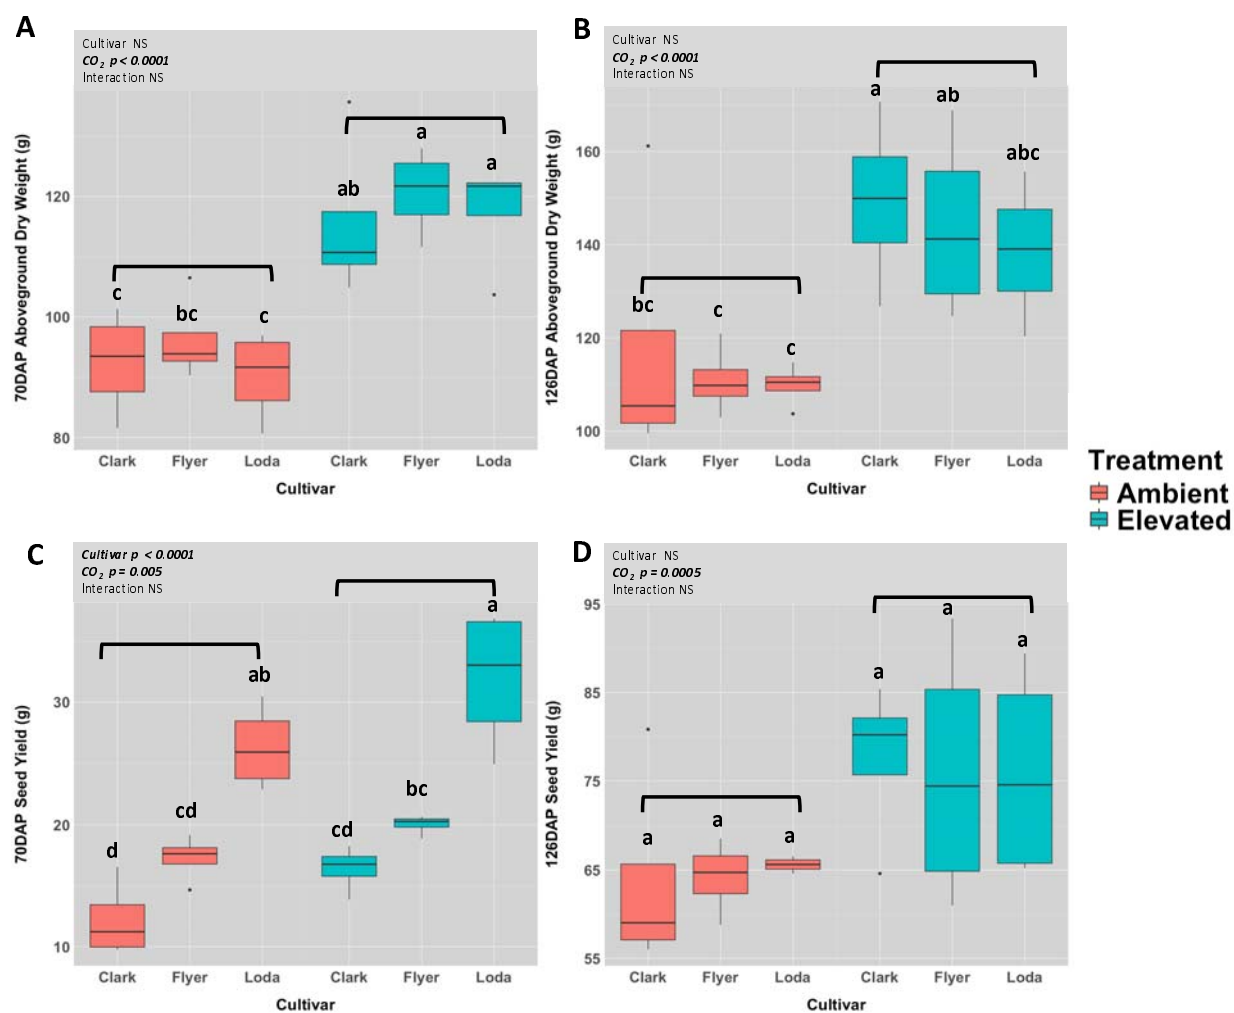 A
Cultivar NS
CO2 p < 0.0001
Interaction NS
70DAP Aboveground Dry Weight (g)
120
100
80
c
bc
c
ab
a
a
Clark Flyer Loda Clark Flyer Loda
Cultivar
B
Cultivar NS
CO2 p < 0.0001
Interaction NS
126DAP Aboveground Dry Weight (g)
160
140
120
100
bc
c
c
a
ab
abc
Clark Flyer Loda Clark Flyer Loda
Cultivar
Treatment
Ambient
Elevated
C
Cultivar p < 0.0001
CO2 p = 0.005
Interaction NS
70DAP Seed Yield (g)
30
20
10
d
cd
ab
cd
bc
a
Clark Flyer Loda Clark Flyer Loda
Cultivar
D
Cultivar NS
CO2 p = 0.0005
Interaction NS
126DAP Seed Yield (g)
95
85
75
65
55
a
a
a
a
a
a
Clark Flyer Loda Clark Flyer Loda
Cultivar